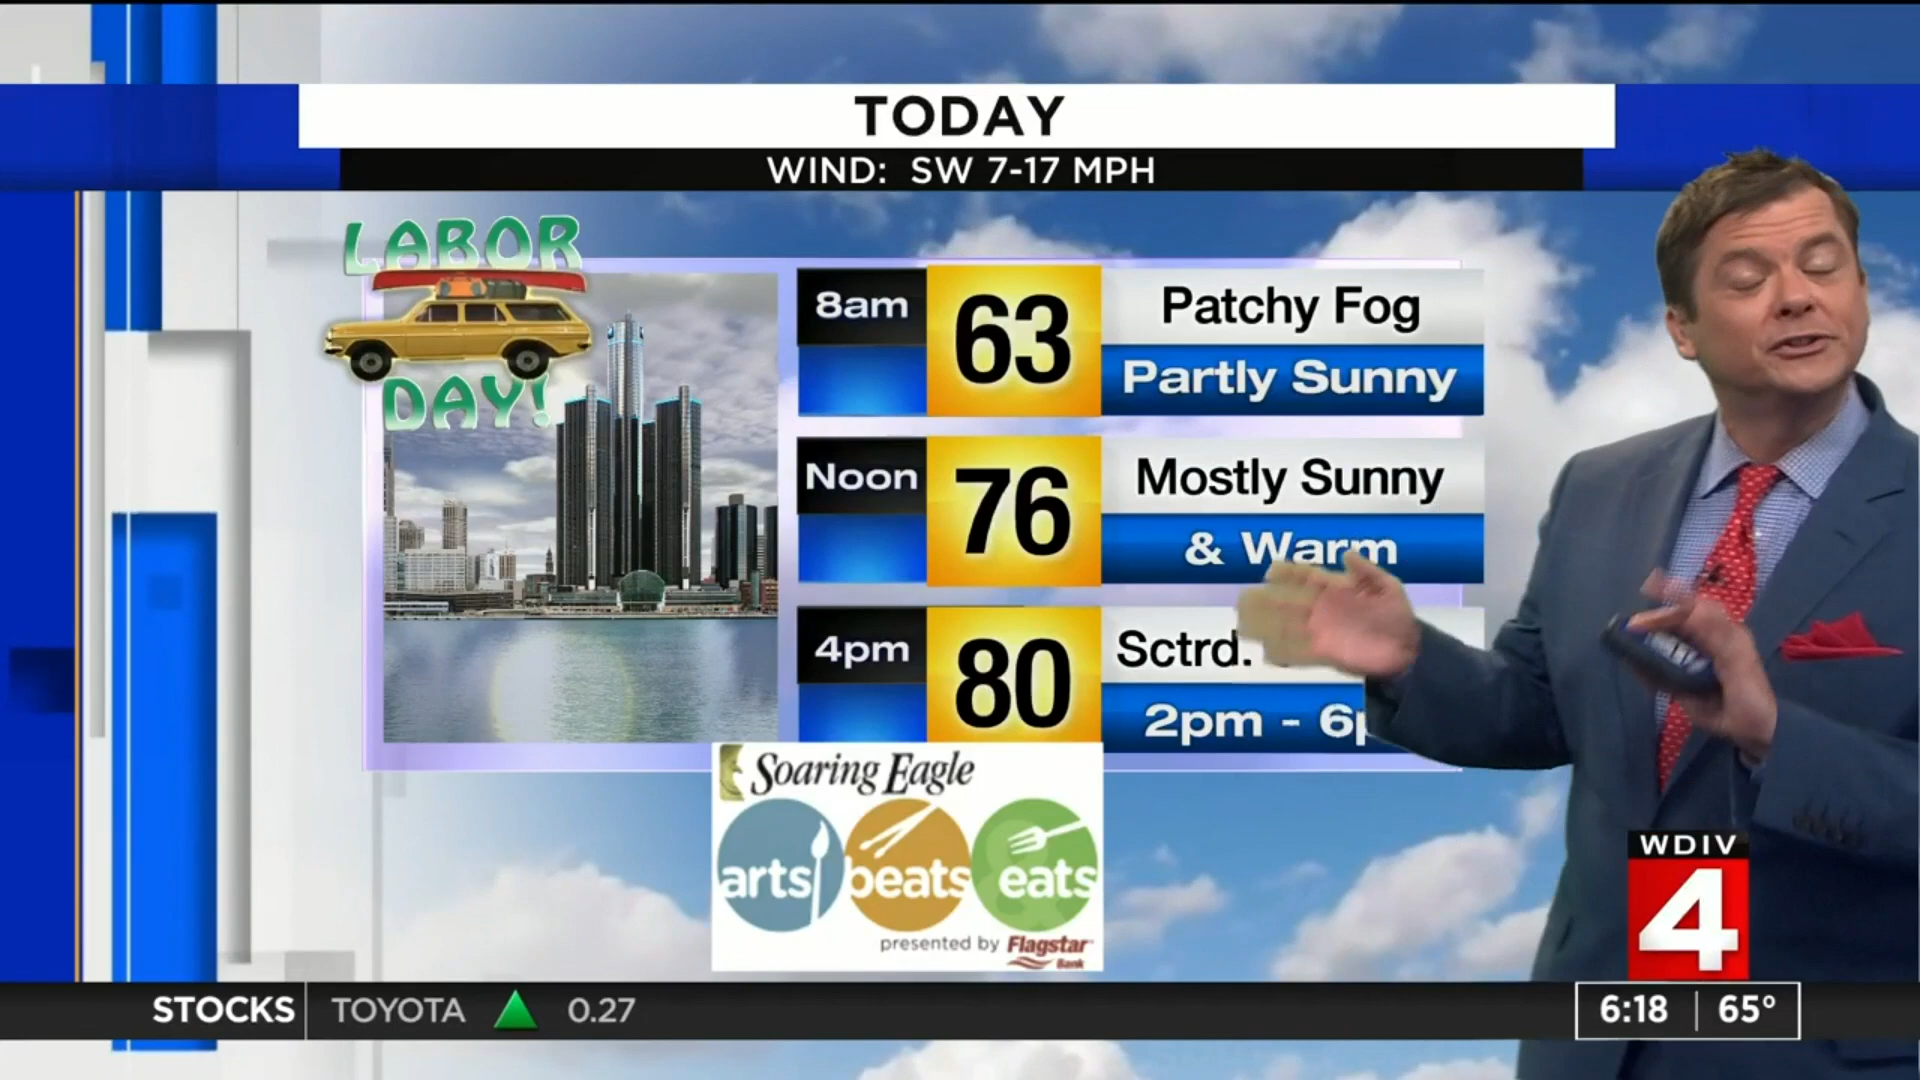 TODAY
WIND: SW 7-17 MPH
LABOR
DAY!
8am
63
Patchy Fog
Partly Sunny
Noon
76
Mostly Sunny
& Warm
4pm
80
Sctrd.
2pm - 6p
Soaring Eagle
arts beats eats
presented by Flagstar
Bank
WDIV
4
STOCKS TOYOTA 0.27
6:18 65°